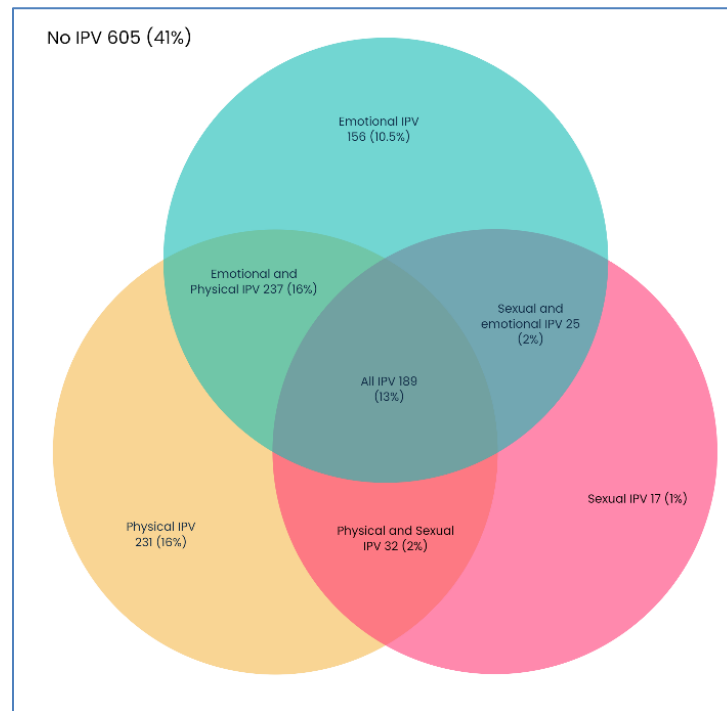 No IPV 605 (41%)
Emotional IPV
156 (10.5%)
Emotional and
Physical IPV 237 (16%)
Sexual and
emotional IPV 25
(2%)
All IPV 189
(13%)
Sexual IPV 17 (1%)
Physical IPV
231 (16%)
Physical and Sexual
IPV 32 (2%)